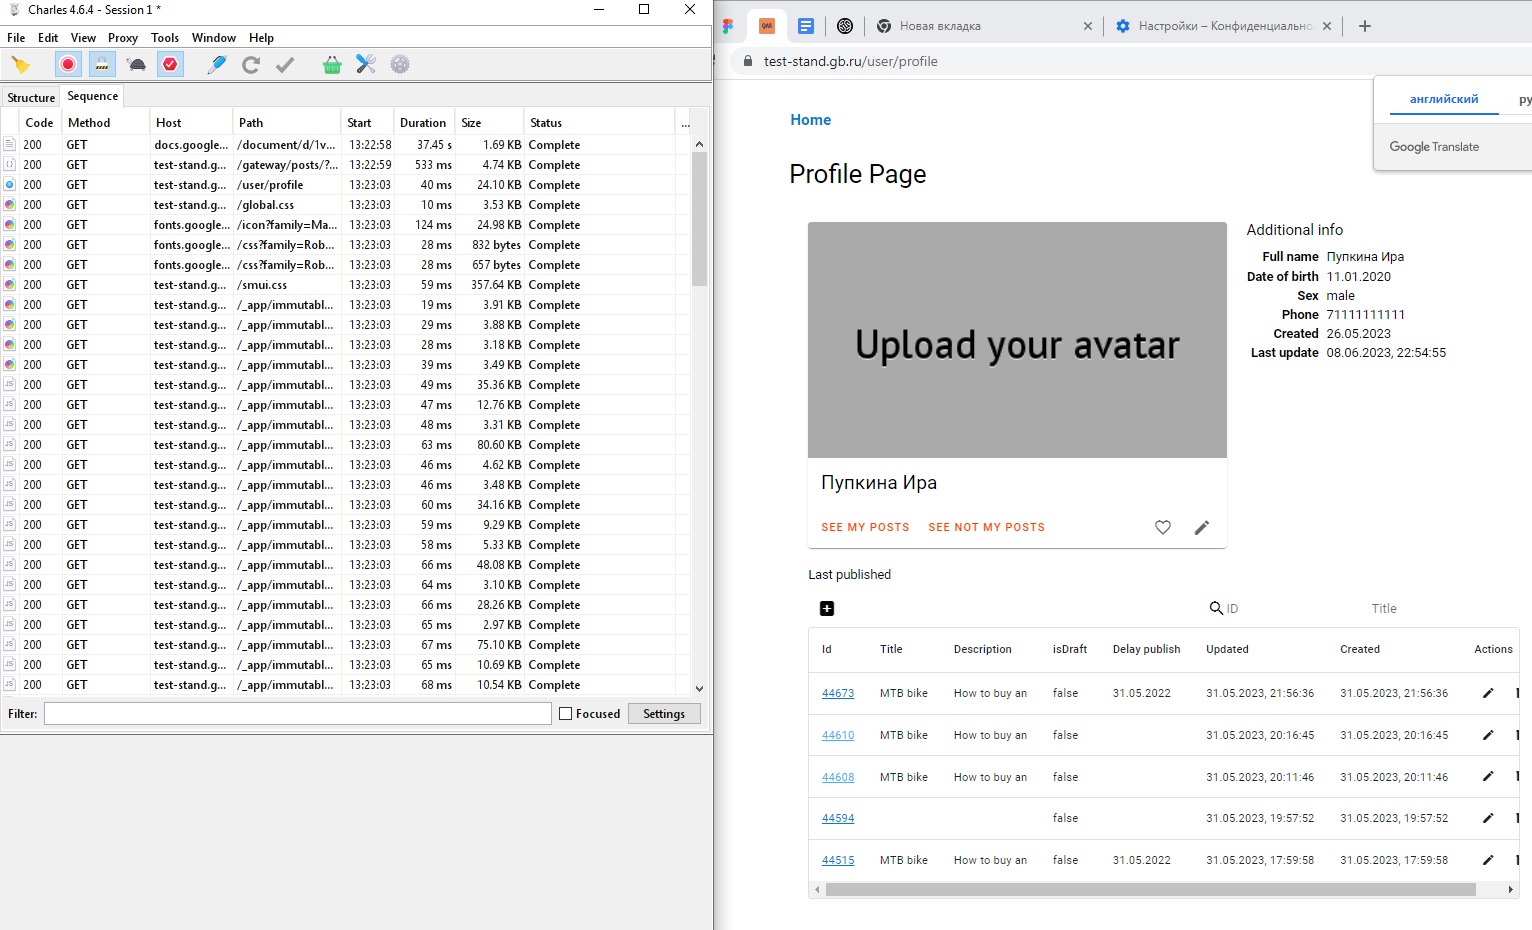 Charles 4.6.4 - Session 1 *
File Edit View Proxy Tools Window Help
Structure Sequence
Code Method Host Path Start Duration Size Status ...
200 GET docs.google... /document/d/1v... 13:22:58 37.45 s 1.69 KB Complete
200 GET test-stand.g... /gateway/posts/?... 13:22:59 533 ms 4.74 KB Complete
200 GET test-stand.g... /user/profile 13:23:03 40 ms 24.10 KB Complete
200 GET test-stand.g... /global.css 13:23:03 10 ms 3.53 KB Complete
200 GET fonts.google... /icon?family=Ma... 13:23:03 124 ms 24.98 KB Complete
200 GET fonts.google... /css?family=Rob... 13:23:03 28 ms 832 bytes Complete
200 GET fonts.google... /css?family=Rob... 13:23:03 28 ms 657 bytes Complete
200 GET test-stand.g... /smui.css 13:23:03 59 ms 357.64 KB Complete
200 GET test-stand.g... /_app/immutabl... 13:23:03 19 ms 3.91 KB Complete
200 GET test-stand.g... /_app/immutabl... 13:23:03 29 ms 3.88 KB Complete
200 GET test-stand.g... /_app/immutabl... 13:23:03 28 ms 3.18 KB Complete
200 GET test-stand.g... /_app/immutabl... 13:23:03 39 ms 3.49 KB Complete
200 GET test-stand.g... /_app/immutabl... 13:23:03 49 ms 35.36 KB Complete
200 GET test-stand.g... /_app/immutabl... 13:23:03 47 ms 12.76 KB Complete
200 GET test-stand.g... /_app/immutabl... 13:23:03 48 ms 3.31 KB Complete
200 GET test-stand.g... /_app/immutabl... 13:23:03 63 ms 80.60 KB Complete
200 GET test-stand.g... /_app/immutabl... 13:23:03 46 ms 4.62 KB Complete
200 GET test-stand.g... /_app/immutabl... 13:23:03 46 ms 3.48 KB Complete
200 GET test-stand.g... /_app/immutabl... 13:23:03 60 ms 34.16 KB Complete
200 GET test-stand.g... /_app/immutabl... 13:23:03 59 ms 9.29 KB Complete
200 GET test-stand.g... /_app/immutabl... 13:23:03 58 ms 5.33 KB Complete
200 GET test-stand.g... /_app/immutabl... 13:23:03 66 ms 48.08 KB Complete
200 GET test-stand.g... /_app/immutabl... 13:23:03 64 ms 3.10 KB Complete
200 GET test-stand.g... /_app/immutabl... 13:23:03 66 ms 28.26 KB Complete
200 GET test-stand.g... /_app/immutabl... 13:23:03 65 ms 2.97 KB Complete
200 GET test-stand.g... /_app/immutabl... 13:23:03 67 ms 75.10 KB Complete
200 GET test-stand.g... /_app/immutabl... 13:23:03 65 ms 10.69 KB Complete
200 GET test-stand.g... /_app/immutabl... 13:23:03 68 ms 10.54 KB Complete
Filter: Focused Settings
Новая вкладка Настройки – Конфиденциально
test-stand.gb.ru/user/profile
английский ру
Google Translate
Home
Profile Page
Upload your avatar
Пупкина Ира
SEE MY POSTS SEE NOT MY POSTS
Additional info
Full name Пупкина Ира
Date of birth 11.01.2020
Sex male
Phone 71111111111
Created 26.05.2023
Last update 08.06.2023, 22:54:55
Last published
ID Title
Id Title Description isDraft Delay publish Updated Created Actions
44673 MTB bike How to buy an false 31.05.2022 31.05.2023, 21:56:36 31.05.2023, 21:56:36
44610 MTB bike How to buy an false 31.05.2023, 20:16:45 31.05.2023, 20:16:45
44608 MTB bike How to buy an false 31.05.2023, 20:11:46 31.05.2023, 20:11:46
44594 false 31.05.2023, 19:57:52 31.05.2023, 19:57:52
44515 MTB bike How to buy an false 31.05.2022 31.05.2023, 17:59:58 31.05.2023, 17:59:58